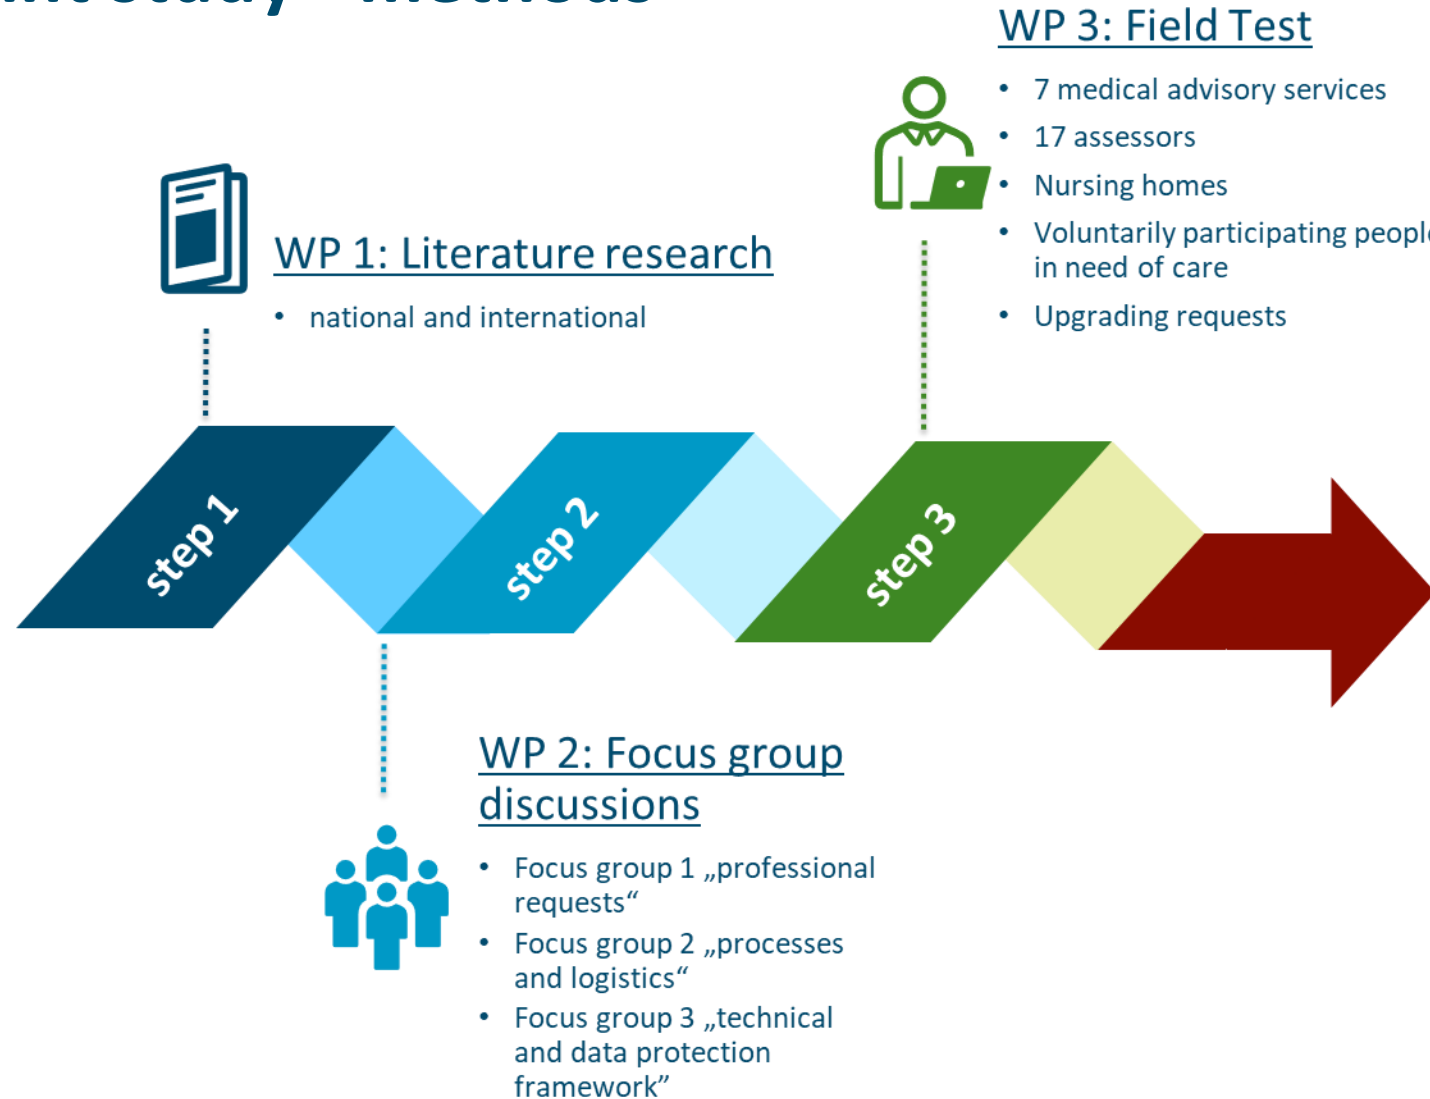 study - methods
WP 1: Literature research
• national and international
WP 3: Field Test
• 7 medical advisory services
• 17 assessors
• Nursing homes
• Voluntarily participating people
in need of care
• Upgrading requests
step 1
step 2
step 3
WP 2: Focus group
discussions
• Focus group 1 „professional
requests“
• Focus group 2 „processes
and logistics“
• Focus group 3 „technical
and data protection
framework”